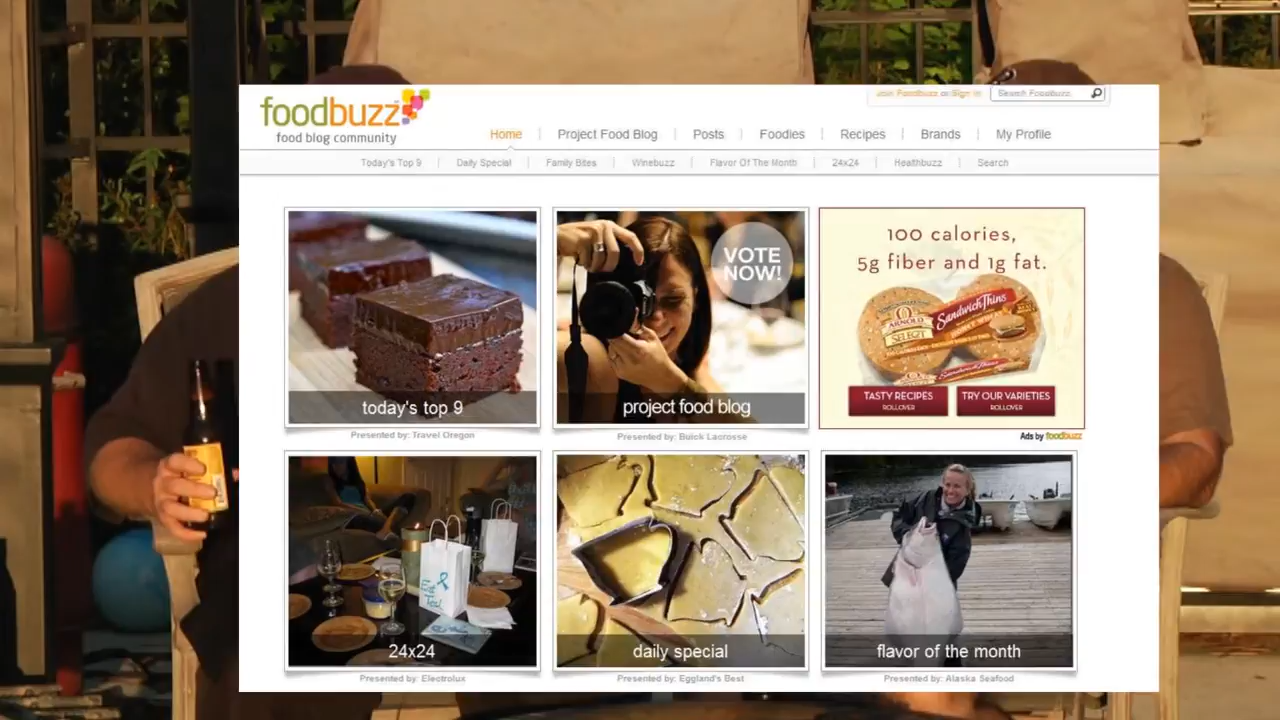 foodbuzz
food blog community
Join Foodbuzz or Sign In
Search Foodbuzz
Home
Project Food Blog
Posts
Foodies
Recipes
Brands
My Profile
Today's Top 9
Daily Special
Family Bites
Winebuzz
Flavor Of The Month
24x24
Healthbuzz
Search
today's top 9
Presented by: Travel Oregon
VOTE
NOW!
project food blog
Presented by: Buick Lacrosse
100 calories,
5g fiber and 1g fat.
ARNOLD
SELECT
SandwichThins
TASTY RECIPES
ROLLOVER
TRY OUR VARIETIES
ROLLOVER
Ads by foodbuzz
24x24
Presented by: Electrolux
daily special
Presented by: Eggland's Best
flavor of the month
Presented by: Alaska Seafood